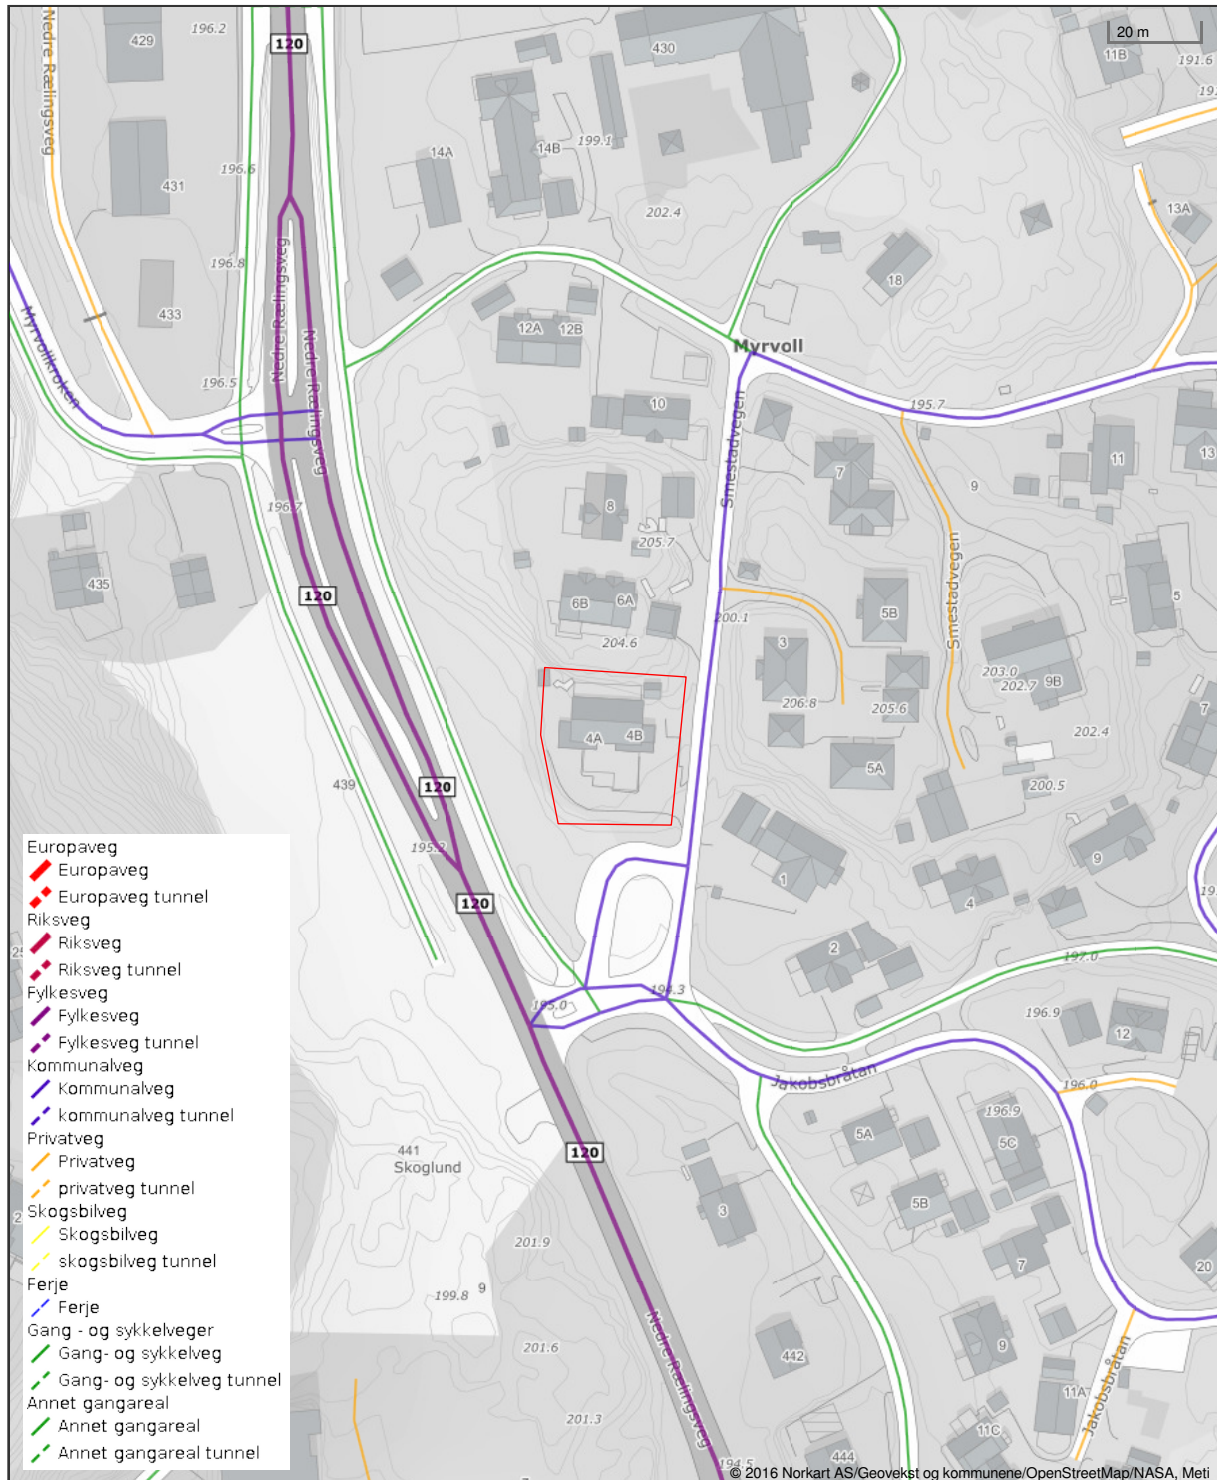 Nedre Rælingsveg
429
196.2
120
430
20 m
11B
191.6
14A
14B
199.1
196.6
431
202.4
13A
196.8
Nedre Rælingsveg
18
433
Myrvollkroken
12A
12B
Nedre Rælingsveg
Myrvoll
196.5
10
195.7
Smestadvegen
11
13
7
9
196.7
8
205.7
435
120
6B
6A
200.1
5B
5
Smestadvegen
204.6
3
203.0
202.7
9B
206.8
205.6
7
4A
4B
202.4
5A
439
120
200.5
195.2
9
1
4
120
2
197.0
195.0
194.3
196.9
12
Jakobsbråtan
196.0
196.9
5A
5C
120
441
Skoglund
5B
3
7
201.9
20
199.8
9
Nedre Rælingsveg
201.6
442
9
11A
Jakobsbråtan
201.3
11C
444
194.5
Europaveg
Europaveg
Europaveg tunnel
Riksveg
Riksveg
Riksveg tunnel
Fylkesveg
Fylkesveg
Fylkesveg tunnel
Kommunalveg
Kommunalveg
kommunalveg tunnel
Privatveg
Privatveg
privatveg tunnel
Skogsbilveg
Skogsbilveg
skogsbilveg tunnel
Ferje
Ferje
Gang - og sykkelveger
Gang- og sykkelveg
Gang- og sykkelveg tunnel
Annet gangareal
Annet gangareal
Annet gangareal tunnel
© 2016 Norkart AS/Geovekst og kommunene/OpenStreetMap/NASA, Meti